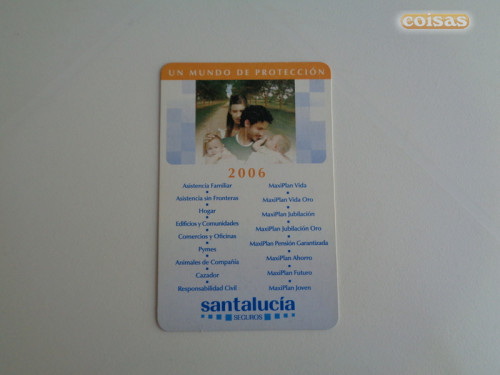 coisas
UN MUNDO DE PROTECCIÓN
2006
Asistencia Familiar
Asistencia sin Fronteras
Hogar
Edificios y Comunidades
Comercios y Oficinas
Pymes
Animales de Compañía
Cazador
Responsabilidad Civil
MaxiPlan Vida
MaxiPlan Vida Oro
MaxiPlan Jubilación
MaxiPlan Jubilación Oro
MaxiPlan Pensión Garantizada
MaxiPlan Ahorro
MaxiPlan Futuro
MaxiPlan Joven
santalucía
SEGUROS